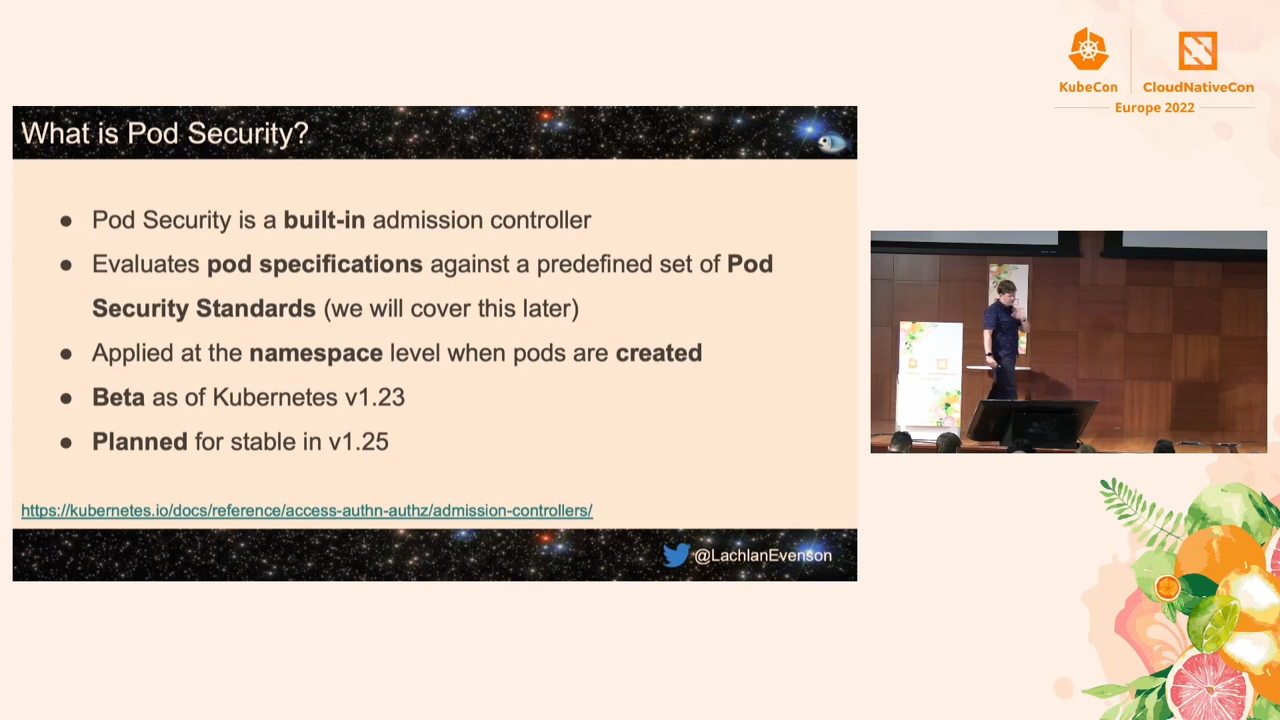 KubeCon
CloudNativeCon
Europe 2022
What is Pod Security?
● Pod Security is a built-in admission controller
● Evaluates pod specifications against a predefined set of Pod
Security Standards (we will cover this later)
● Applied at the namespace level when pods are created
● Beta as of Kubernetes v1.23
● Planned for stable in v1.25
https://kubernetes.io/docs/reference/access-authn-authz/admission-controllers/
@LachlanEvenson